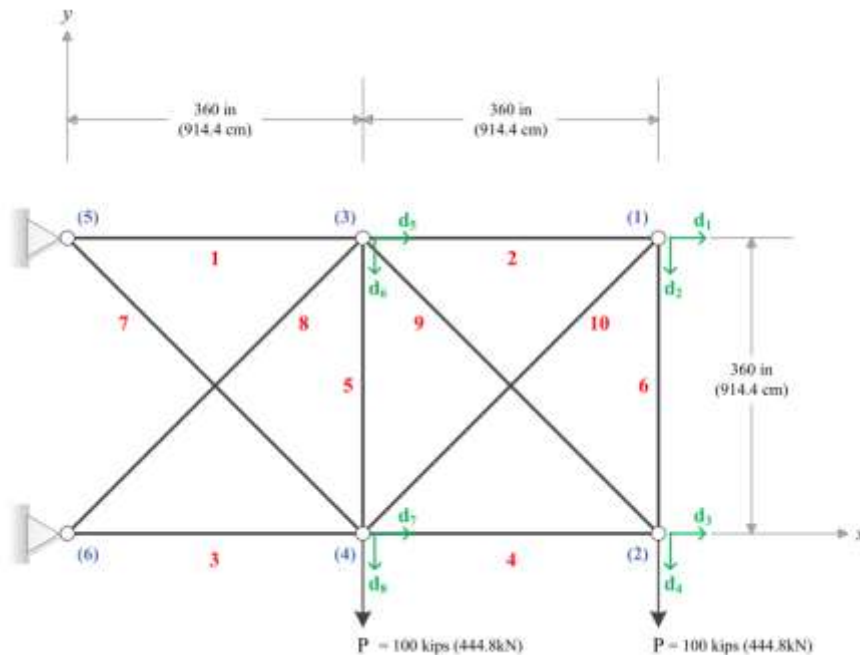 y
360 in
(914.4 cm)
360 in
(914.4 cm)
(5)
(3)
d₅
(1)
d₁
1
d₆
2
d₂
7
8
9
10
360 in
(914.4 cm)
5
6
d₇
d₃
x
(6)
3
(4)
d₈
4
(2)
d₄
P = 100 kips (444.8kN)
P = 100 kips (444.8kN)